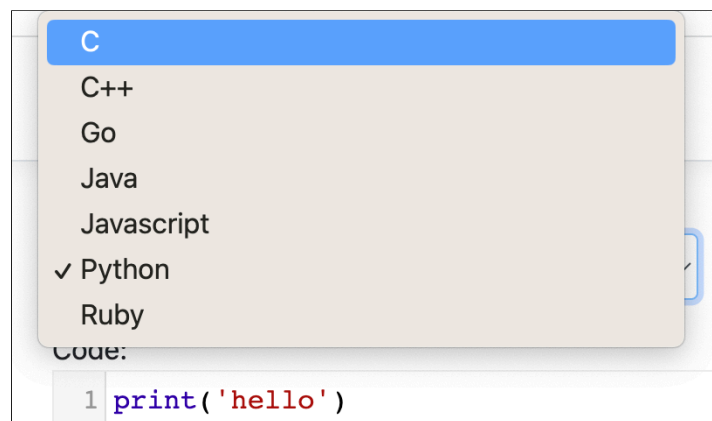 C
C++
Go
Java
Javascript
✓ Python
Ruby
Code:
1 print('hello')